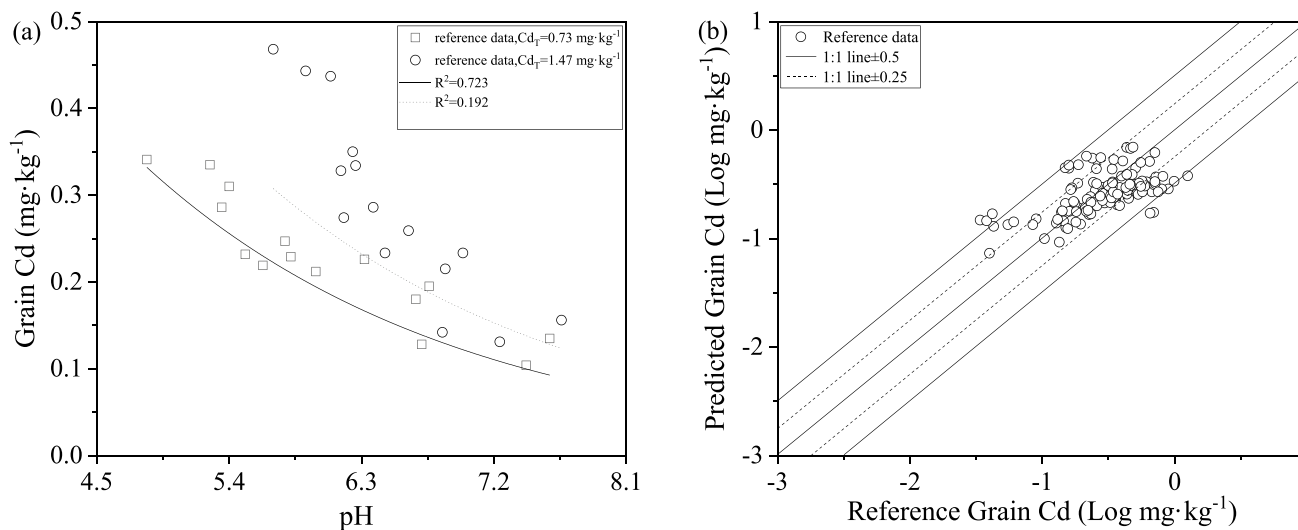 (a)
0.5
0.4
0.3
0.2
0.1
0.0
Grain Cd (mg·kg⁻¹)
reference data,Cd_T=0.73 mg·kg⁻¹
reference data,Cd_T=1.47 mg·kg⁻¹
R²=0.723
R²=0.192
4.5 5.4 6.3 7.2 8.1
pH
(b)
1
0
-1
-2
-3
Predicted Grain Cd (Log mg·kg⁻¹)
Reference data
1:1 line±0.5
1:1 line±0.25
-3 -2 -1 0
Reference Grain Cd (Log mg·kg⁻¹)